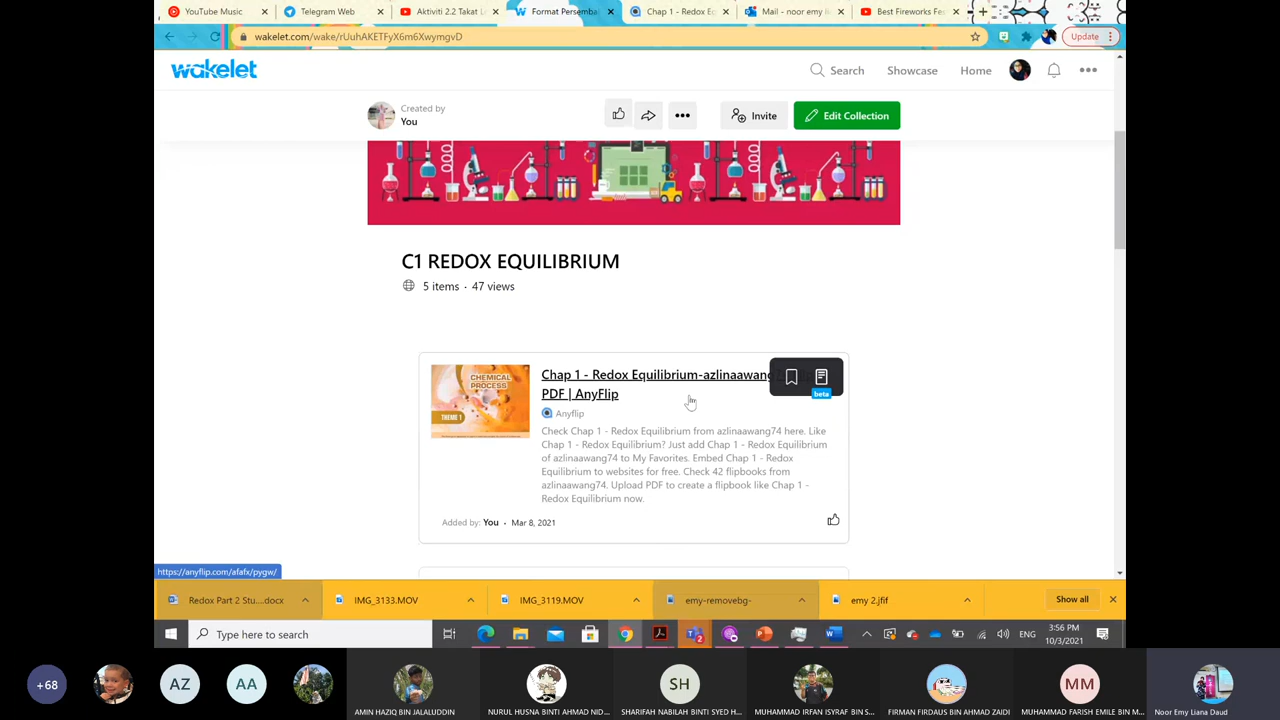 YouTube Music
Telegram Web
Aktiviti 2.2 Takat L
Format Persemba
Chap 1 - Redox Eq
Mail - noor emy
Best Fireworks Fes
wakelet.com/wake/rUuhAKETFyX6m6XwymgvD
Update
wakelet
Search
Showcase
Home
Created by
You
Invite
Edit Collection
C1 REDOX EQUILIBRIUM
5 items · 47 views
CHEMICAL
PROCESS
THEME 1
Chap 1 - Redox Equilibrium-azlinaawang
PDF | AnyFlip
beta
Anyflip
Check Chap 1 - Redox Equilibrium from azlinaawang74 here. Like
Chap 1 - Redox Equilibrium? Just add Chap 1 - Redox Equilibrium
of azlinaawang74 to My Favorites. Embed Chap 1 - Redox
Equilibrium to websites for free. Check 42 flipbooks from
azlinaawang74. Upload PDF to create a flipbook like Chap 1 -
Redox Equilibrium now.
Added by: You · Mar 8, 2021
https://anyflip.com/afafx/pygw/
Redox Part 2 Stu....docx
IMG_3133.MOV
IMG_3119.MOV
emy-removebg-
emy 2.jfif
Show all
Type here to search
ENG
3:56 PM
10/3/2021
+68
AZ
AA
SH
MM
AMIN HAZIQ BIN JALALUDDIN
NURUL HUSNA BINTI AHMAD NID...
SHARIFAH NABILAH BINTI SYED H...
MUHAMMAD IRFAN ISYRAF BIN S...
FIRMAN FIRDAUS BIN AHMAD ZAIDI
MUHAMMAD FARISH EMILE BIN M...
Noor Emy Liana Daud